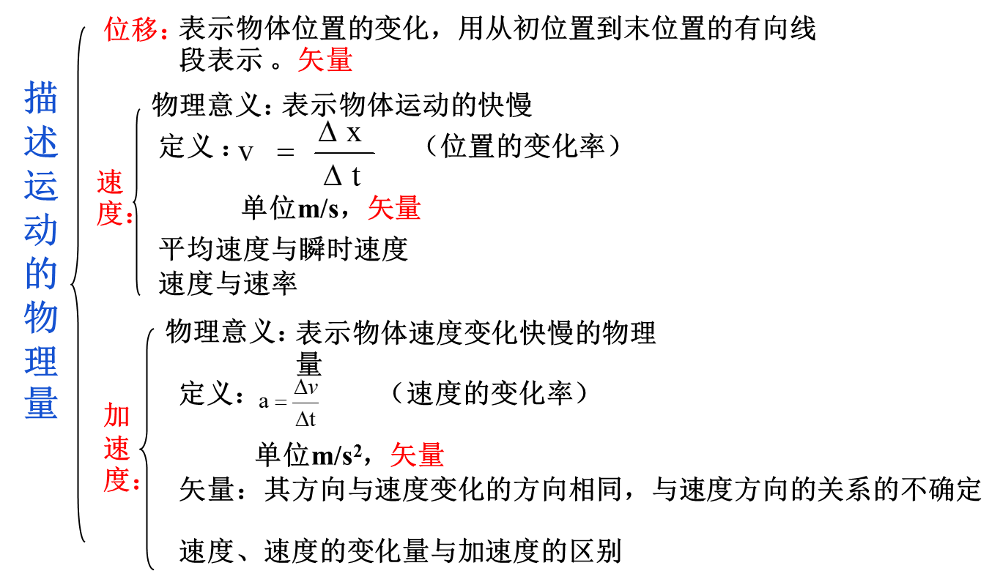 描述运动的物理量
位移：表示物体位置的变化，用从初位置到末位置的有向线
段表示 。矢量
速度：
物理意义：表示物体运动的快慢
定义：v = Δx/Δt （位置的变化率）
单位m/s，矢量
平均速度与瞬时速度
速度与速率
加速度：
物理意义：表示物体速度变化快慢的物理
量
定义：a = Δv/Δt （速度的变化率）
单位m/s²，矢量
矢量：其方向与速度变化的方向相同，与速度方向的关系的不确定
速度、速度的变化量与加速度的区别